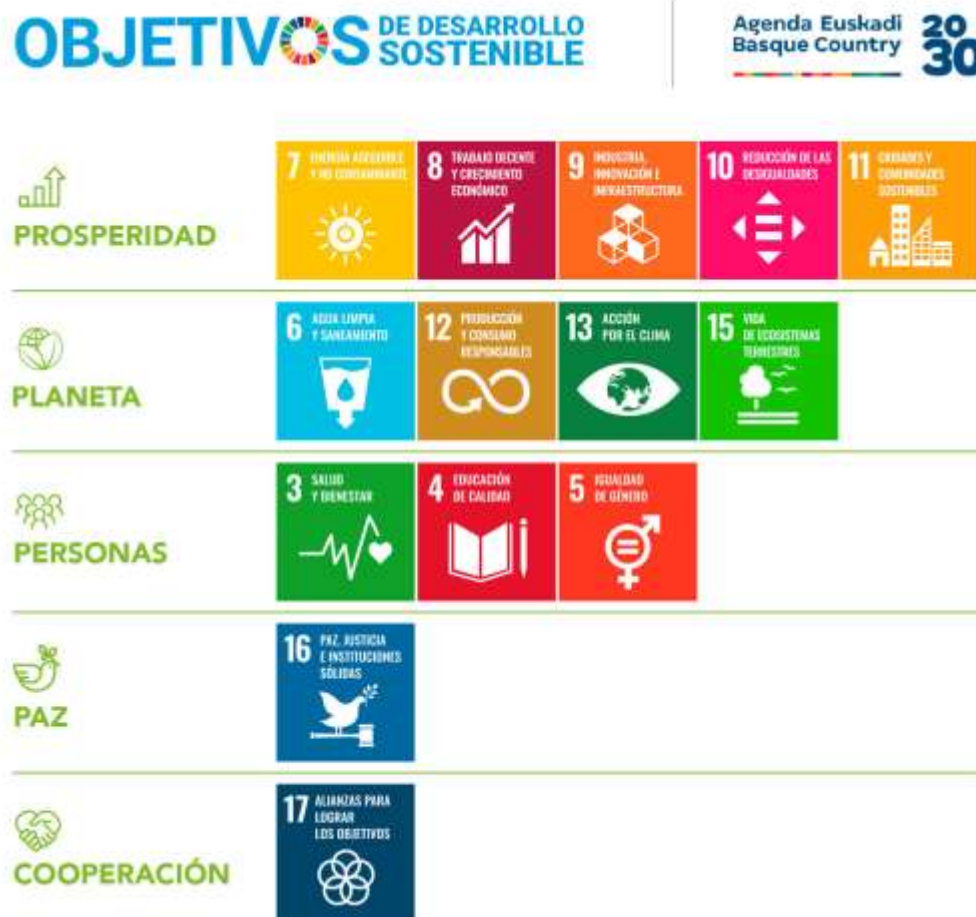 OBJETIVOS DE DESARROLLO
SOSTENIBLE
Agenda Euskadi
Basque Country
20
30
PROSPERIDAD
7 ENERGÍA ASEQUIBLE
Y NO CONTAMINANTE
8 TRABAJO DECENTE
Y CRECIMIENTO
ECONÓMICO
9 INDUSTRIA,
INNOVACIÓN E
INFRAESTRUCTURA
10 REDUCCIÓN DE LAS
DESIGUALDADES
11 CIUDADES Y
COMUNIDADES
SOSTENIBLES
PLANETA
6 AGUA LIMPIA
Y SANEAMIENTO
12 PRODUCCIÓN
Y CONSUMO
RESPONSABLES
13 ACCIÓN
POR EL CLIMA
15 VIDA
DE ECOSISTEMAS
TERRESTRES
PERSONAS
3 SALUD
Y BIENESTAR
4 EDUCACIÓN
DE CALIDAD
5 IGUALDAD
DE GÉNERO
PAZ
16 PAZ, JUSTICIA
E INSTITUCIONES
SÓLIDAS
COOPERACIÓN
17 ALIANZAS PARA
LOGRAR
LOS OBJETIVOS